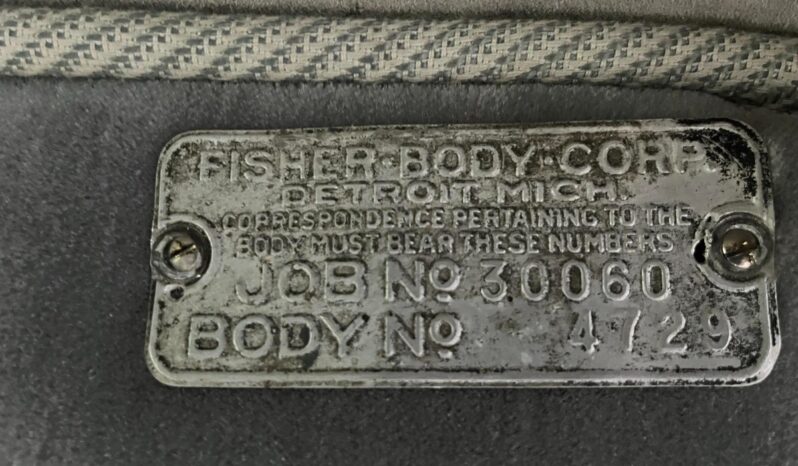 FISHER·BODY·CORP.
DETROIT MICH.
CORRESPONDENCE PERTAINING TO THE
BODY MUST BEAR THESE NUMBERS
JOB No 30060
BODY No 4729